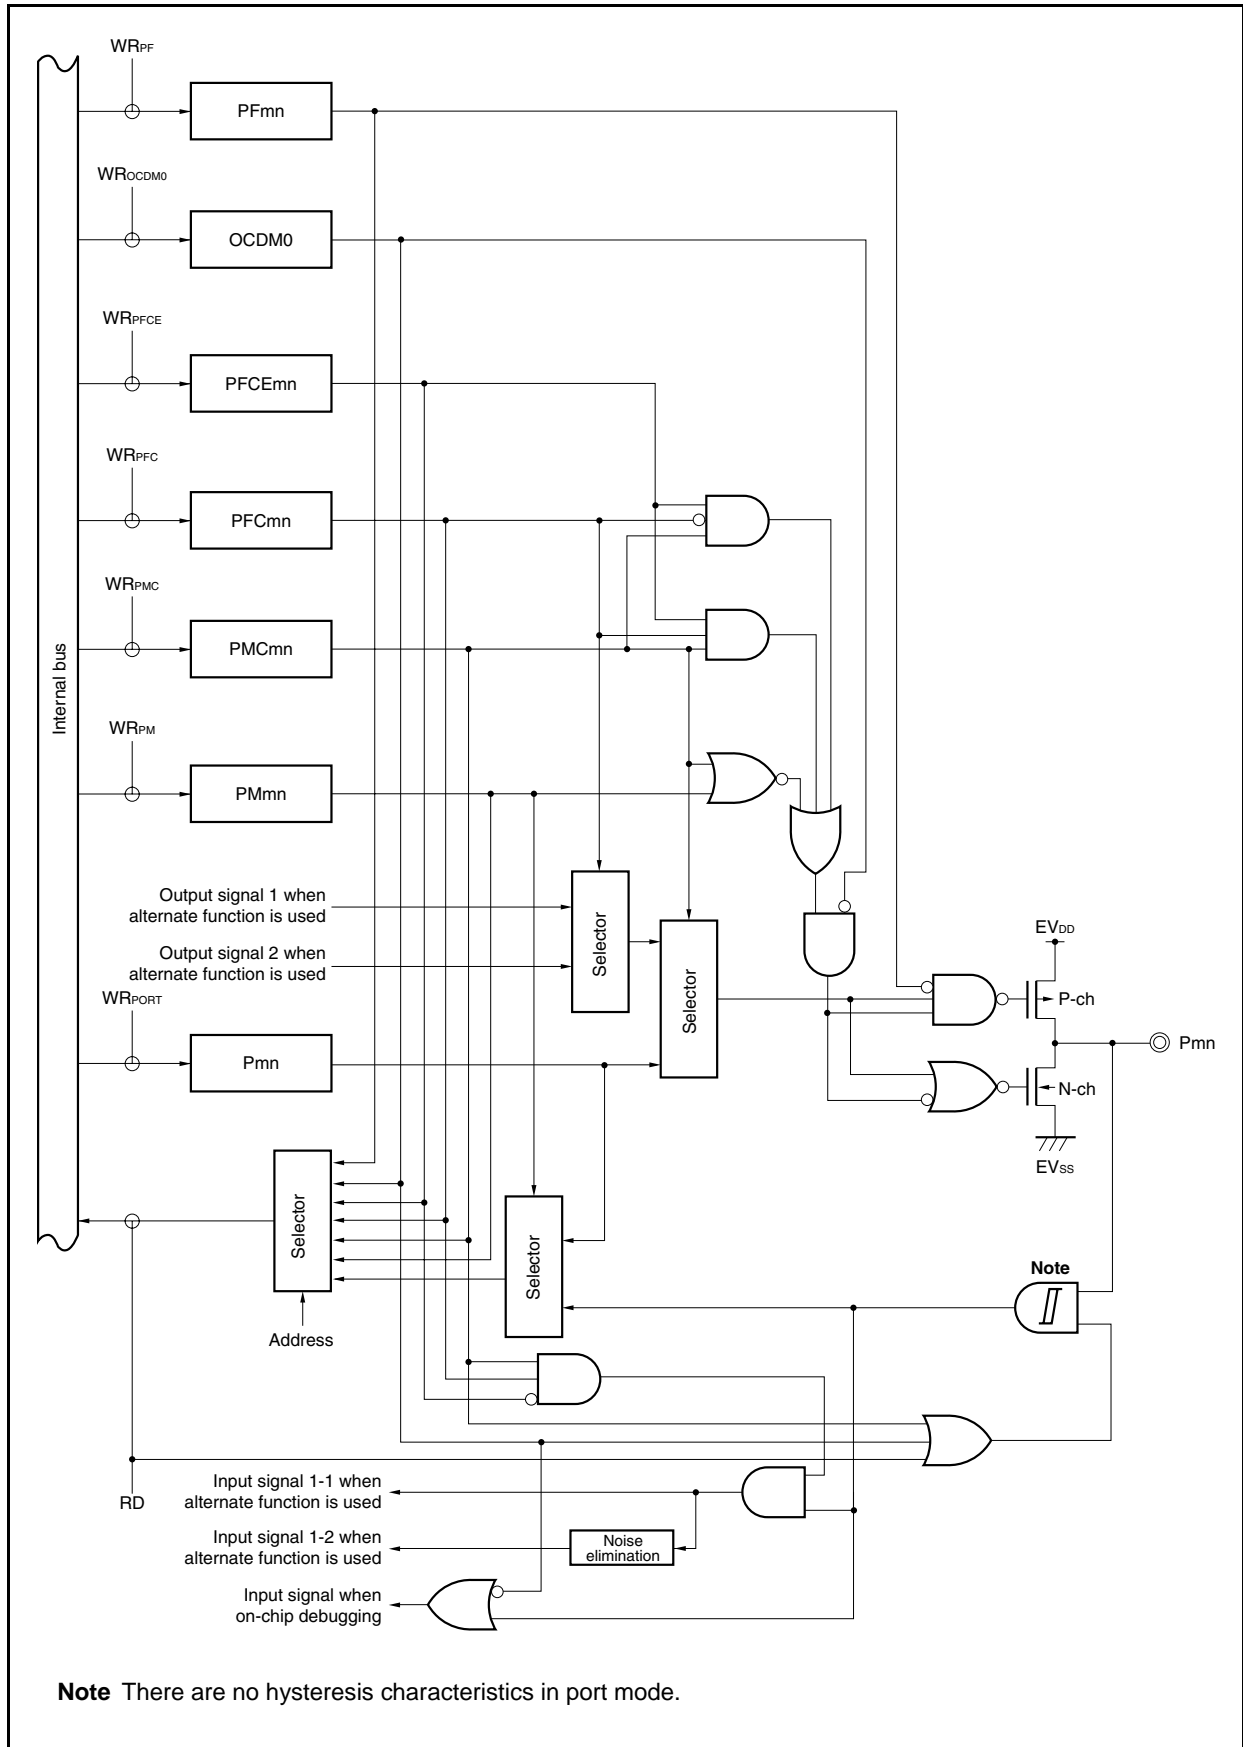 WRPF
PFmn
WROCDM0
OCDM0
WRPFCE
PFCEmn
WRPFC
PFCmn
WRPMC
PMCmn
Internal bus
WRPM
PMmn
Output signal 1 when
alternate function is used
Output signal 2 when
alternate function is used
Selector
Selector
EVDD
P-ch
WRPORT
Pmn
Pmn
N-ch
EVSS
Selector
Selector
Note
Address
RD
Input signal 1-1 when
alternate function is used
Input signal 1-2 when
alternate function is used
Noise
elimination
Input signal when
on-chip debugging
Note There are no hysteresis characteristics in port mode.